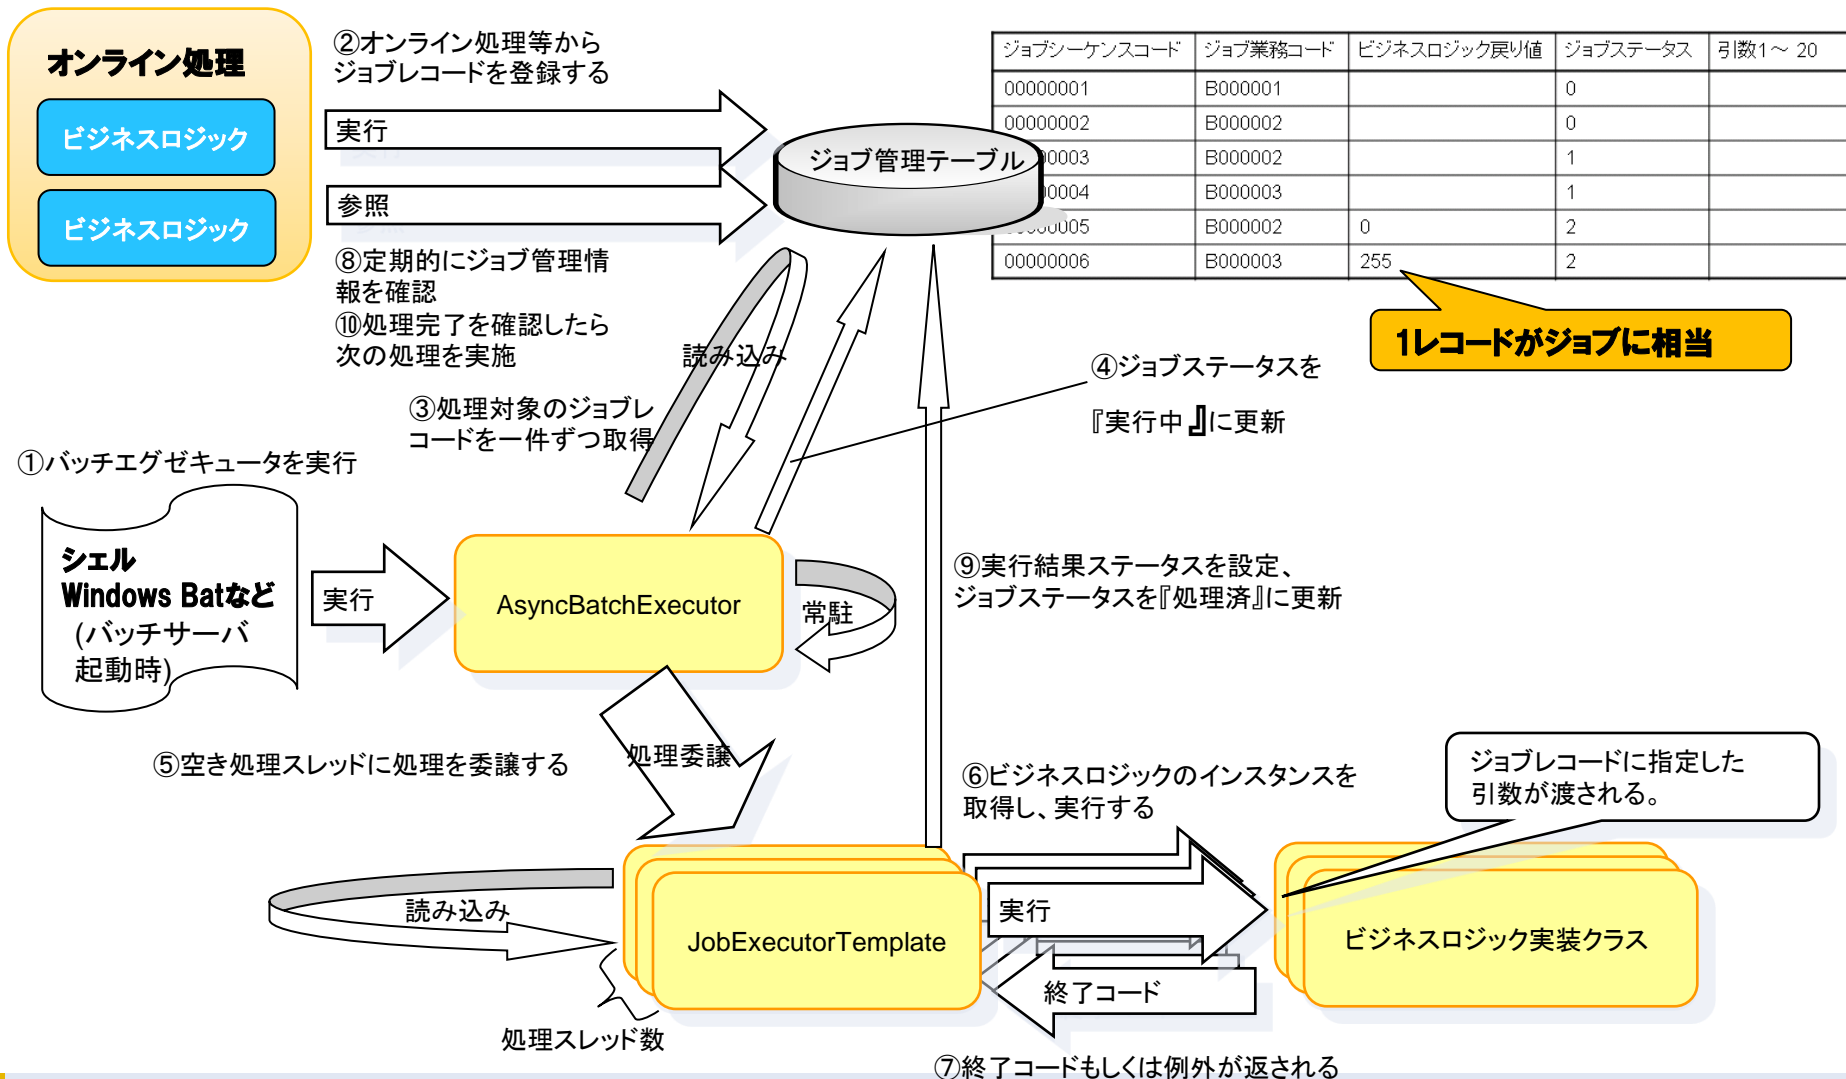 オンライン処理
ビジネスロジック
ビジネスロジック
②オンライン処理等から
ジョブレコードを登録する
実行
参照
⑧定期的にジョブ管理情
報を確認
⑩処理完了を確認したら
次の処理を実施
ジョブ管理テーブル
ジョブシーケンスコード ジョブ業務コード ビジネスロジック戻り値 ジョブステータス 引数1～ 20
00000001 B000001 0
00000002 B000002 0
0003 B000002 1
0004 B000003 1
0005 B000002 0 2
00000006 B000003 255 2
1レコードがジョブに相当
読み込み
③処理対象のジョブレ
コードを一件ずつ取得
④ジョブステータスを
『実行中』に更新
①バッチエグゼキュータを実行
シェル
Windows Batなど
(バッチサーバ
起動時)
実行
AsyncBatchExecutor
常駐
⑨実行結果ステータスを設定、
ジョブステータスを『処理済』に更新
⑤空き処理スレッドに処理を委譲する
処理委譲
⑥ビジネスロジックのインスタンスを
取得し、実行する
ジョブレコードに指定した
引数が渡される。
読み込み
JobExecutorTemplate
実行
終了コード
ビジネスロジック実装クラス
処理スレッド数
⑦終了コードもしくは例外が返される